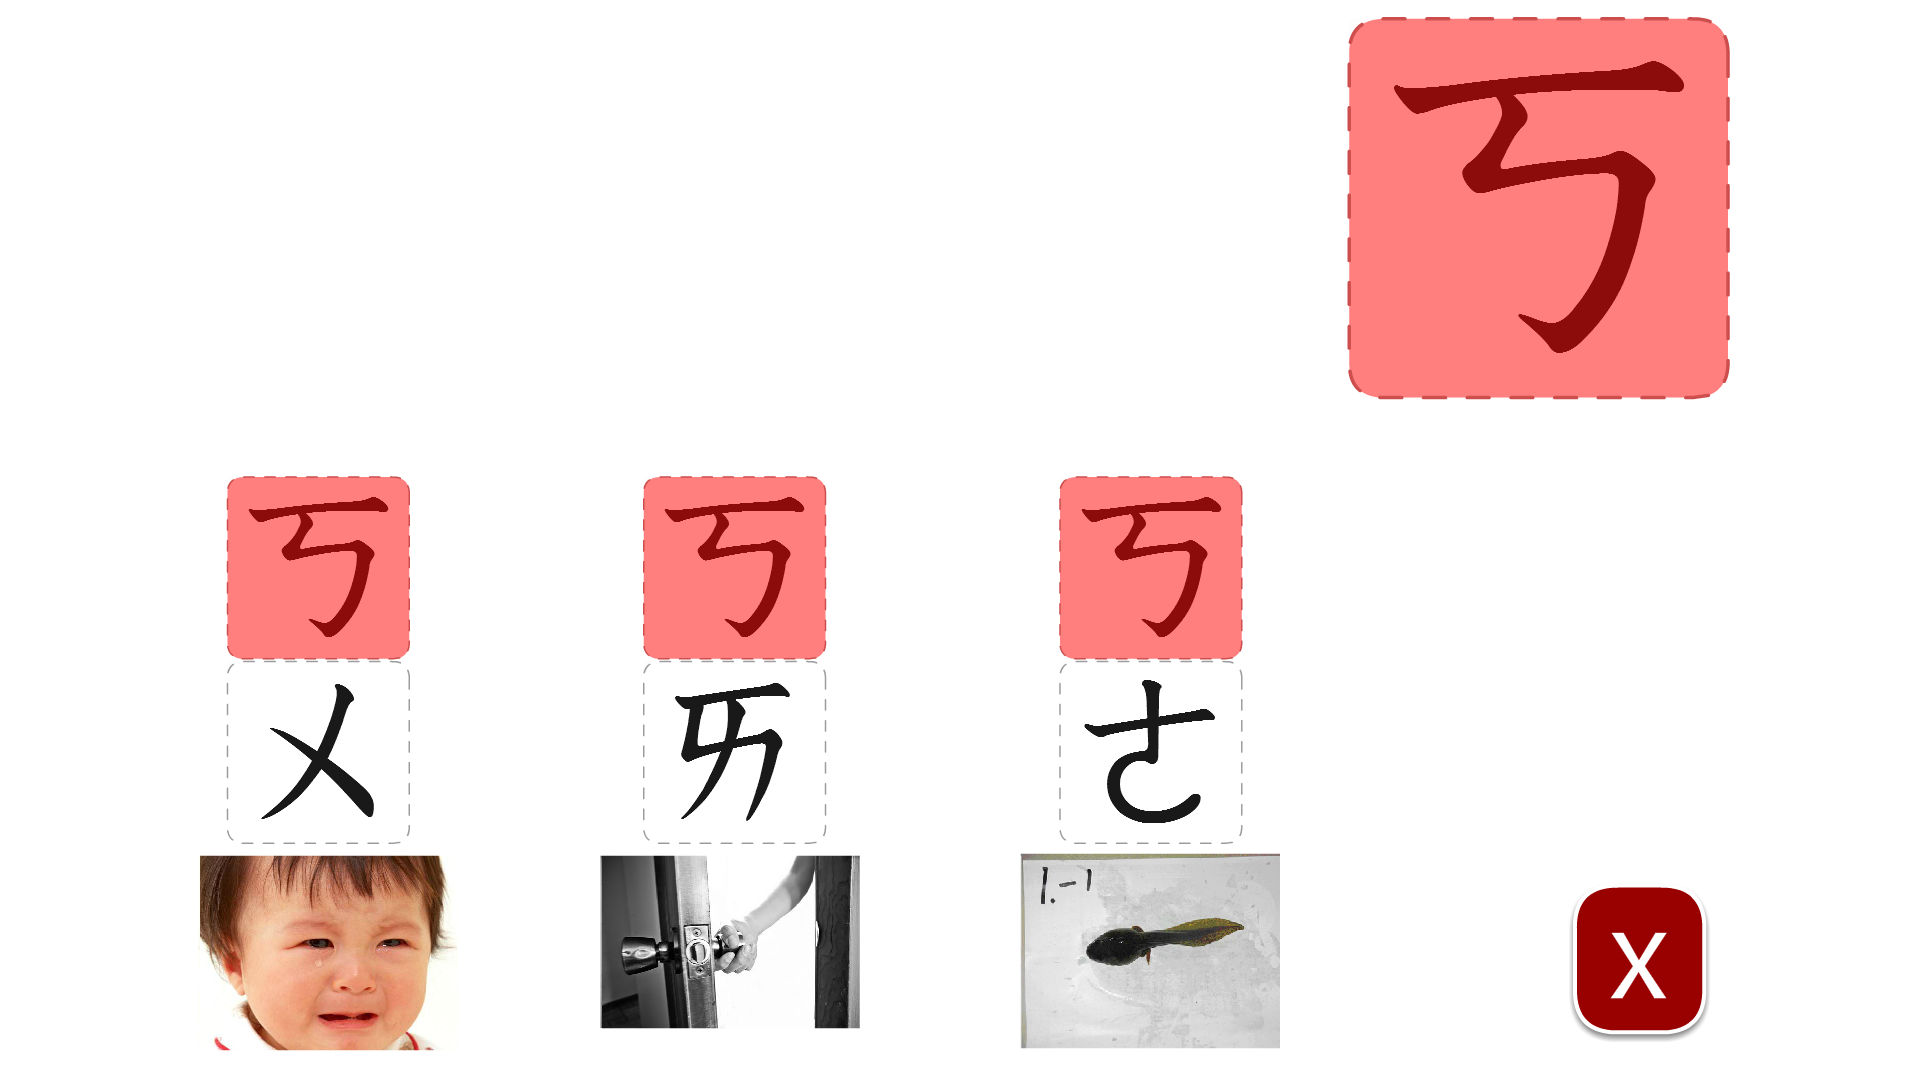 ㄎ
ㄎ ㄎ ㄎ
ㄨ ㄞ ㄜ
1.-1
X